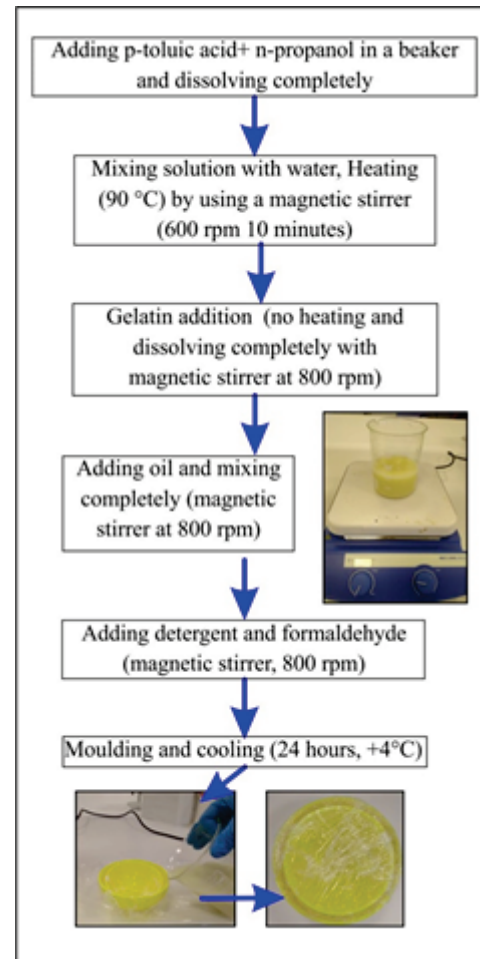 Adding p-toluic acid+ n-propanol in a beaker
and dissolving completely
Mixing solution with water, Heating
(90 °C) by using a magnetic stirrer
(600 rpm 10 minutes)
Gelatin addition (no heating and
dissolving completely with
magnetic stirrer at 800 rpm)
Adding oil and mixing
completely (magnetic
stirrer at 800 rpm)
Adding detergent and formaldehyde
(magnetic stirrer, 800 rpm)
Moulding and cooling (24 hours, +4°C)